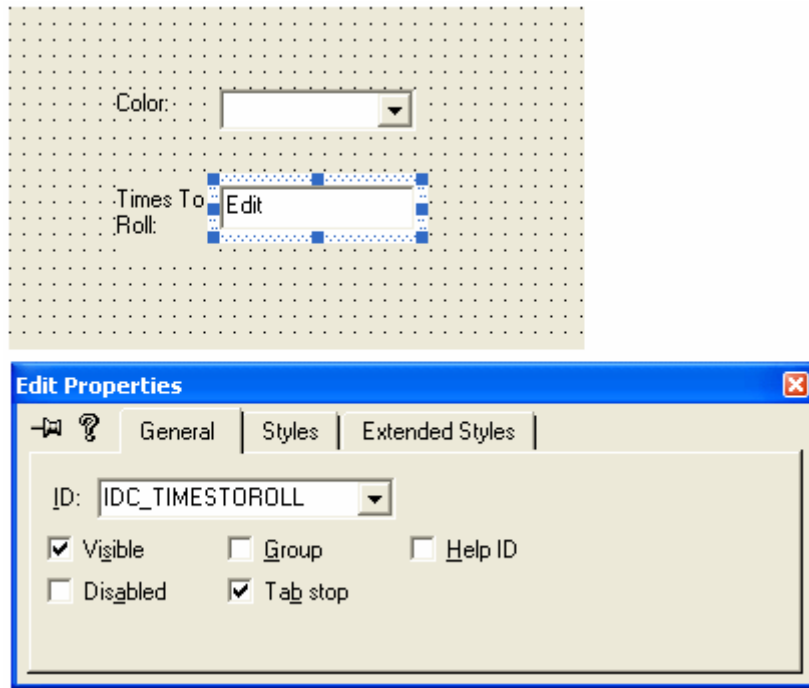 Color:
Times To
Roll:
Edit
Edit Properties
General Styles Extended Styles
ID: IDC_TIMESTOROLL
Visible Group Help ID
Disabled Tab stop